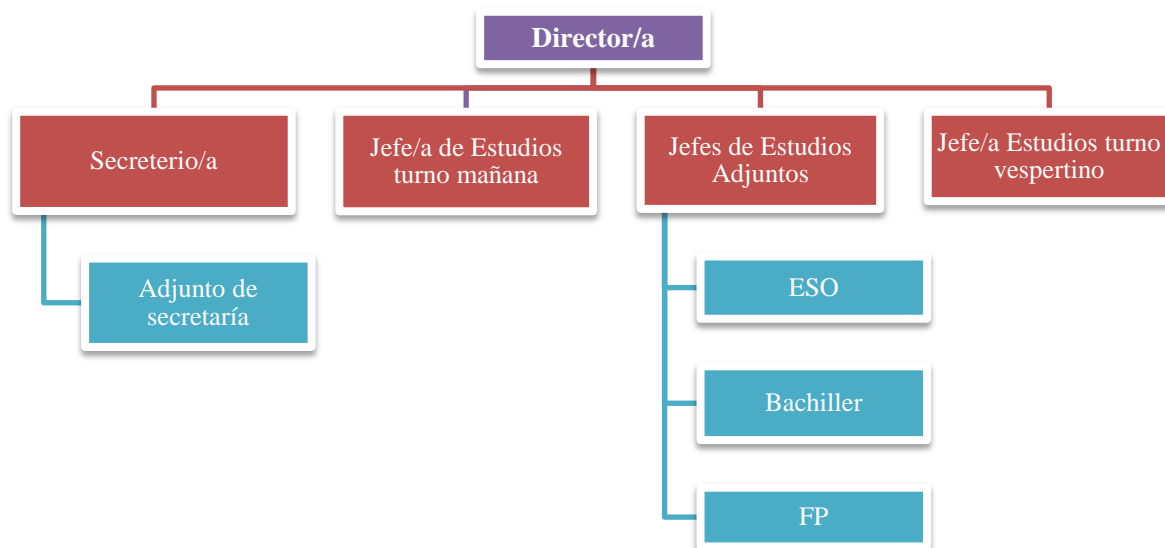 Director/a
Secreterio/a
Jefe/a de Estudios
turno mañana
Jefes de Estudios
Adjuntos
Jefe/a Estudios turno
vespertino
Adjunto de
secretaría
ESO
Bachiller
FP